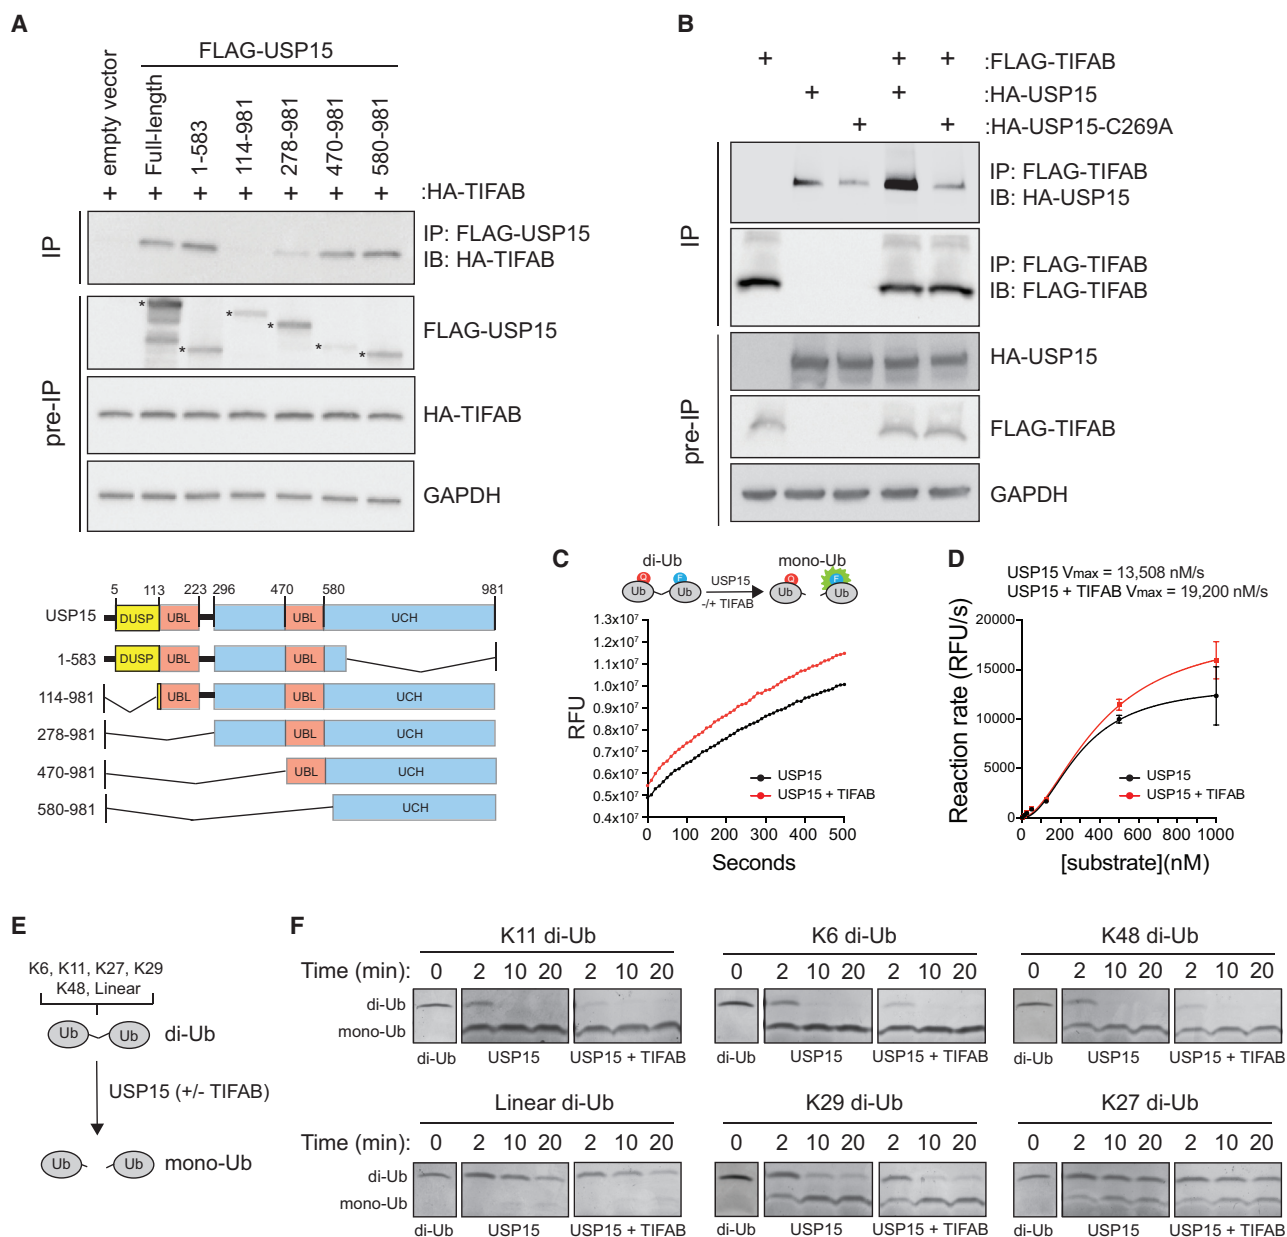 A
FLAG-USP15
empty vector
Full-length
1-583
114-981
278-981
470-981
580-981
+ + + + + + + :HA-TIFAB
IP
IP: FLAG-USP15
IB: HA-TIFAB
pre-IP
* * * * * *
FLAG-USP15
HA-TIFAB
GAPDH
5 113 223 296 470 580 981
USP15 DUSP UBL UBL UCH
1-583 DUSP UBL UBL
114-981 UBL UBL UCH
278-981 UBL UCH
470-981 UBL UCH
580-981 UCH
B
+ + + :FLAG-TIFAB
+ + :HA-USP15
+ + :HA-USP15-C269A
IP
IP: FLAG-TIFAB
IB: HA-USP15
IP: FLAG-TIFAB
IB: FLAG-TIFAB
pre-IP
HA-USP15
FLAG-TIFAB
GAPDH
C
di-Ub mono-Ub
Q F Q F
Ub Ub Ub Ub
USP15
-/+ TIFAB
1.3x10⁷
1.2x10⁷
1.1x10⁷
1.0x10⁷
0.9x10⁷
0.8x10⁷
0.7x10⁷
0.6x10⁷
0.5x10⁷
0.4x10⁷
RFU
USP15
USP15 + TIFAB
0 100 200 300 400 500
Seconds
D
USP15 Vmax = 13,508 nM/s
USP15 + TIFAB Vmax = 19,200 nM/s
20000
15000
10000
5000
0
Reaction rate (RFU/s)
USP15
USP15 + TIFAB
0 200 400 600 800 1000
[substrate](nM)
E
K6, K11, K27, K29
K48, Linear
Ub Ub di-Ub
USP15 (+/- TIFAB)
Ub Ub mono-Ub
F
K11 di-Ub K6 di-Ub K48 di-Ub
Time (min): 0 2 10 20 2 10 20 0 2 10 20 2 10 20 0 2 10 20 2 10 20
di-Ub
mono-Ub
di-Ub USP15 USP15 + TIFAB di-Ub USP15 USP15 + TIFAB di-Ub USP15 USP15 + TIFAB
Linear di-Ub K29 di-Ub K27 di-Ub
Time (min): 0 2 10 20 2 10 20 0 2 10 20 2 10 20 0 2 10 20 2 10 20
di-Ub
mono-Ub
di-Ub USP15 USP15 + TIFAB di-Ub USP15 USP15 + TIFAB di-Ub USP15 USP15 + TIFAB